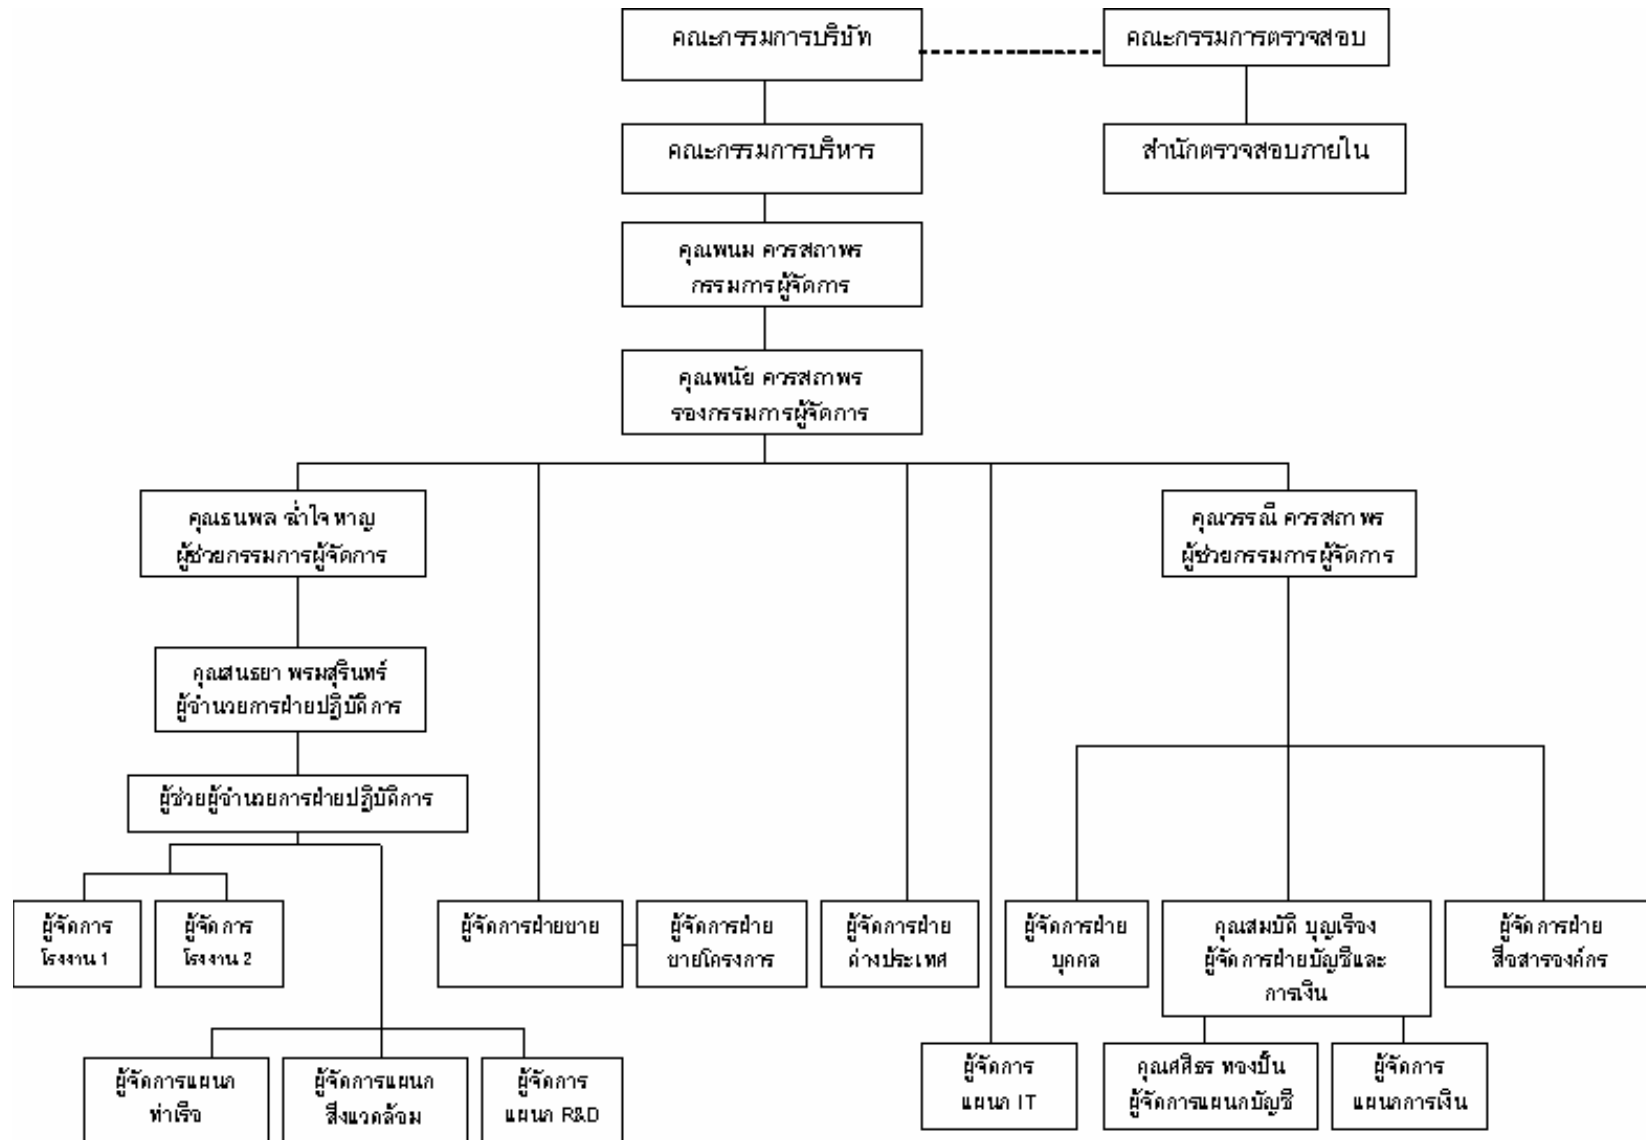 คณะกรรมการบริษัท
คณะกรรมการตรวจสอบ
คณะกรรมการบริหาร
สำนักตรวจสอบภายใน
คุณพนม ควรสถาพร
กรรมการผู้จัดการ
คุณพนัย ควรสถาพร
รองกรรมการผู้จัดการ
คุณธนพล ฉ่ำใจหาญ
ผู้ช่วยกรรมการผู้จัดการ
คุณวรรณี ควรสถาพร
ผู้ช่วยกรรมการผู้จัดการ
คุณสนธยา พรมสุรินทร์
ผู้อำนวยการฝ่ายปฏิบัติการ
ผู้ช่วยผู้อำนวยการฝ่ายปฏิบัติการ
ผู้จัดการ
โรงงาน 1
ผู้จัดการ
โรงงาน 2
ผู้จัดการฝ่ายขาย
ผู้จัดการฝ่าย
ขายโครงการ
ผู้จัดการฝ่าย
ต่างประเทศ
ผู้จัดการฝ่าย
บุคคล
คุณสมบัติ บุญเรือง
ผู้จัดการฝ่ายบัญชีและ
การเงิน
ผู้จัดการฝ่าย
สื่อสารองค์กร
ผู้จัดการแผนก
ท่าเรือ
ผู้จัดการแผนก
สิ่งแวดล้อม
ผู้จัดการ
แผนก R&D
ผู้จัดการ
แผนก IT
คุณศศิธร ทองปั้น
ผู้จัดการแผนกบัญชี
ผู้จัดการ
แผนกการเงิน